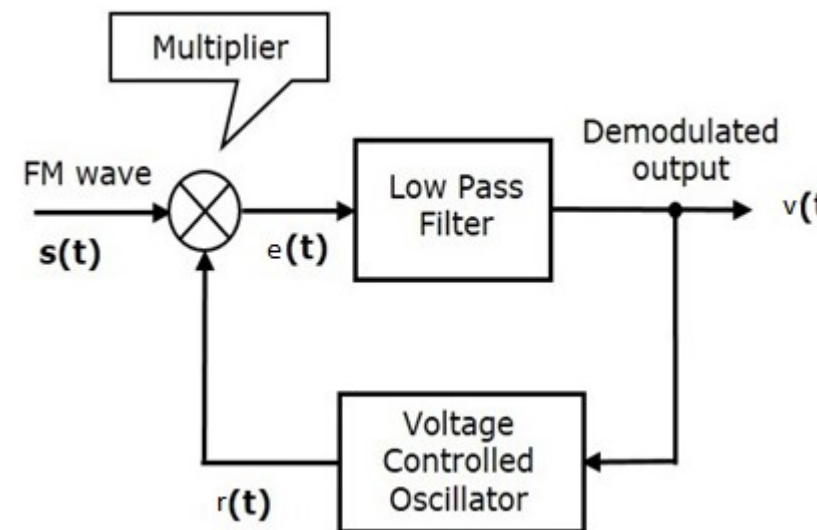 Multiplier
FM wave
s(t)
e(t)
Low Pass
Filter
Demodulated
output
v(t
r(t)
Voltage
Controlled
Oscillator